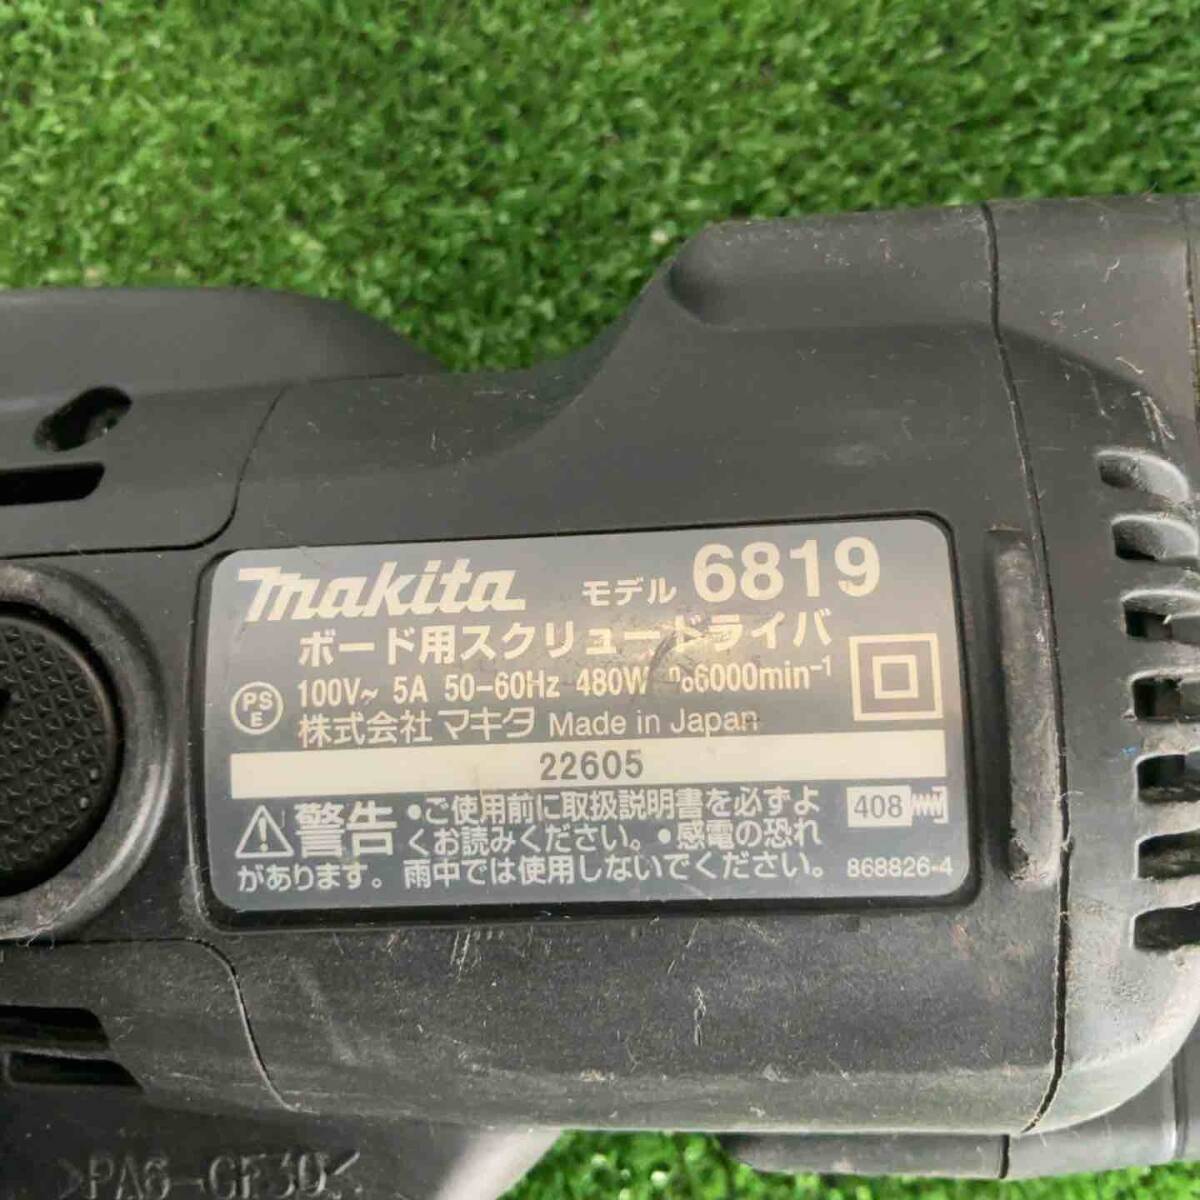 makita モデル 6819
ボード用スクリュードライバ
PSE 100V~ 5A 50-60Hz 480W n₀6000min⁻¹
株式会社 マキタ Made in Japan
22605
警告 •ご使用前に取扱説明書を必ずよ
くお読みください。•感電の恐れ
があります。雨中では使用しないでください。
408
868826-4
>PA6-GF30<